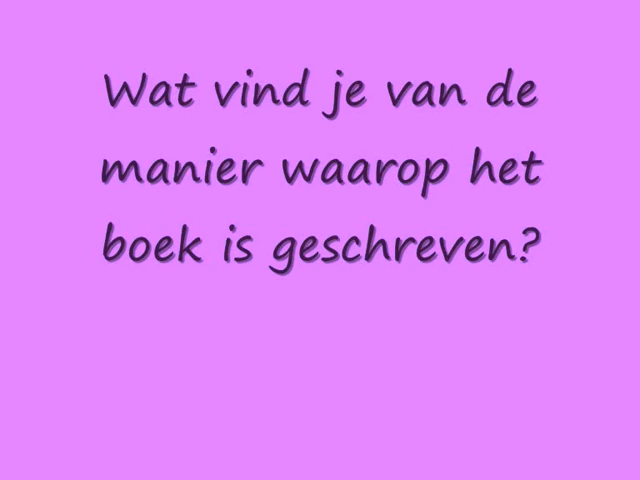 Wat vind je van de
manier waarop het
boek is geschreven?